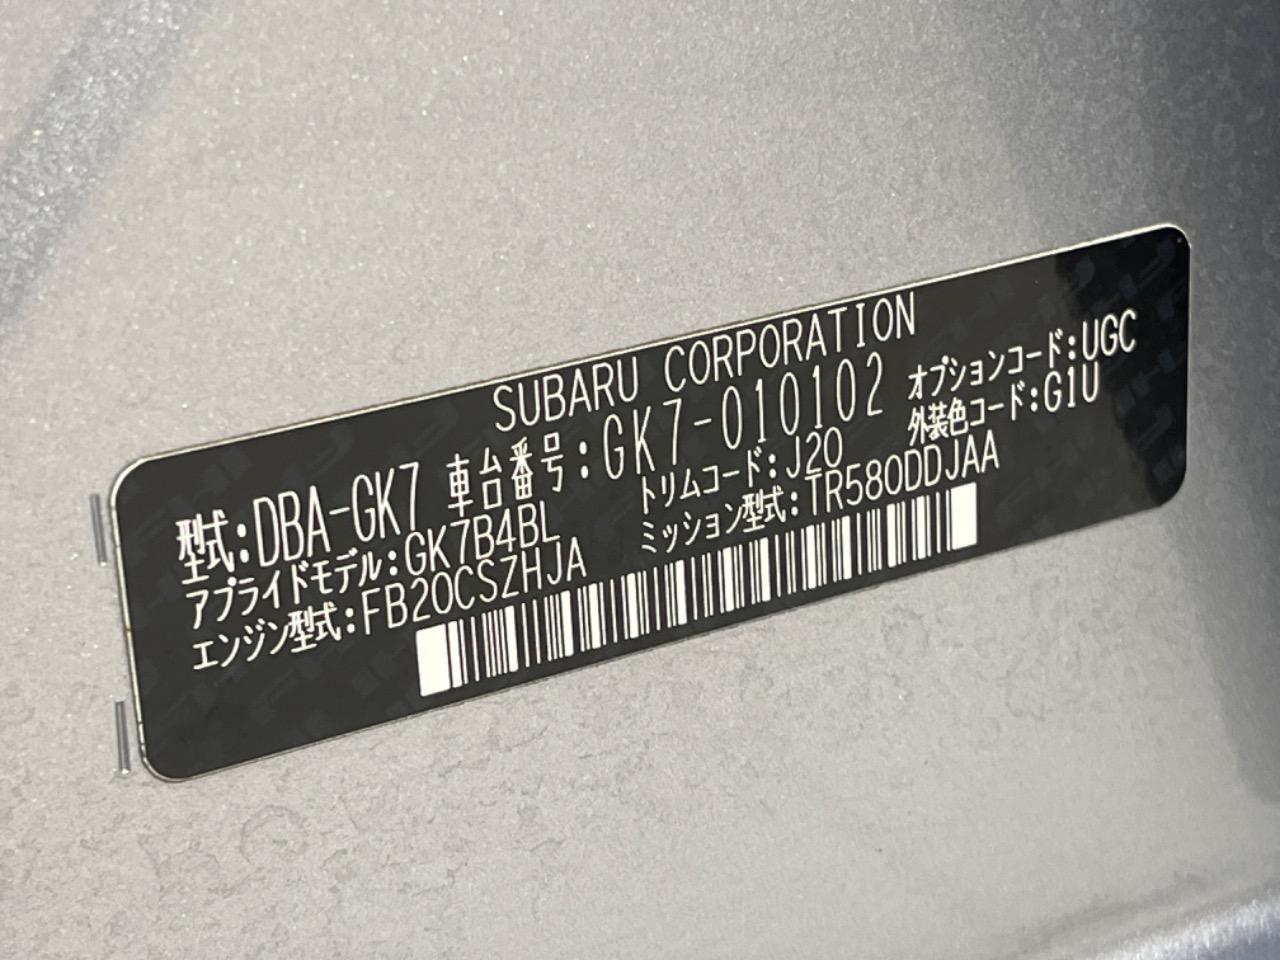 SUBARU CORPORATION
型式:DBA-GK7 車台番号:GK7-010102
アプライドモデル:GK7B4BL トリムコード:J20 オプションコード:UGC
エンジン型式:FB20CSZHJA ミッション型式:TR580DDJAA 外装色コード:G1U